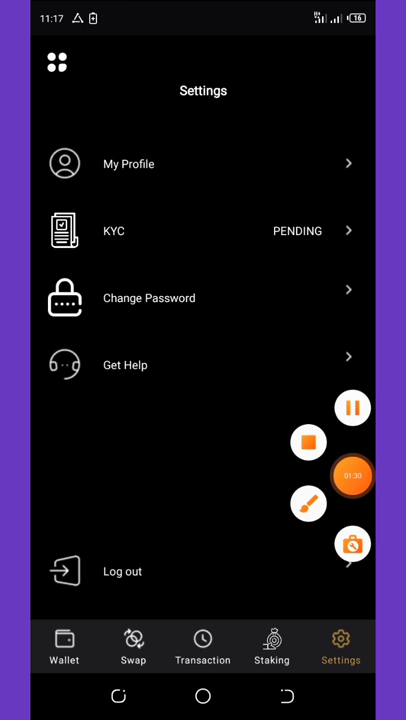 11:17
16
Settings
My Profile
KYC PENDING
Change Password
Get Help
01:30
Log out
Wallet Swap Transaction Staking Settings